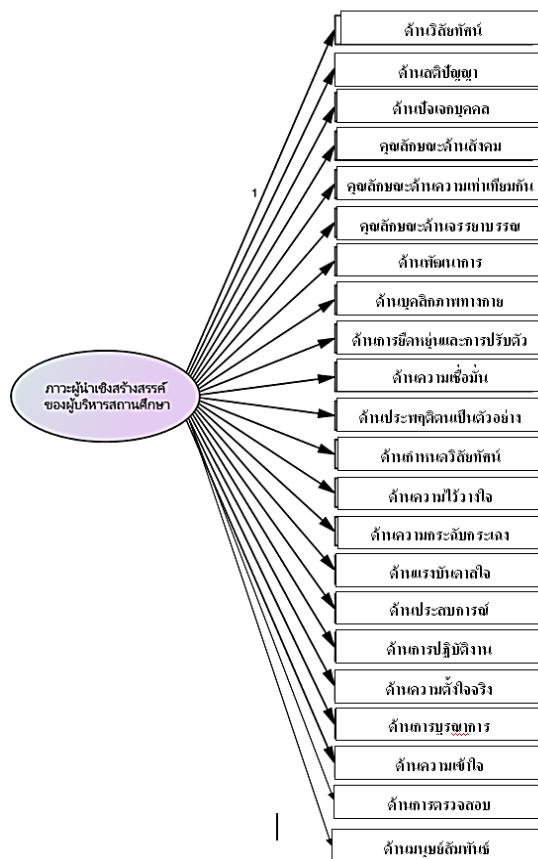 ด้านวิสัยทัศน์
ด้านสติปัญญา
ด้านปัจเจกบุคคล
คุณลักษณะด้านสังคม
คุณลักษณะด้านความเท่าเทียมกัน
1
คุณลักษณะด้านจรรยาบรรณ
ด้านพัฒนาการ
ด้านบุคลิกภาพทางกาย
ด้านการยืดหยุ่นและการปรับตัว
ด้านความเชื่อมั่น
ภาวะผู้นำเชิงสร้างสรรค์
ของผู้บริหารสถานศึกษา
ด้านประพฤติตนเป็นตัวอย่าง
ด้านกำหนดวิสัยทัศน์
ด้านความไว้วางใจ
ด้านความกระฉับกระเฉง
ด้านแรงบันดาลใจ
ด้านประสบการณ์
ด้านการปฏิบัติงาน
ด้านความตั้งใจจริง
ด้านการบูรณาการ
ด้านความเข้าใจ
ด้านการตรวจสอบ
ด้านมนุษย์สัมพันธ์